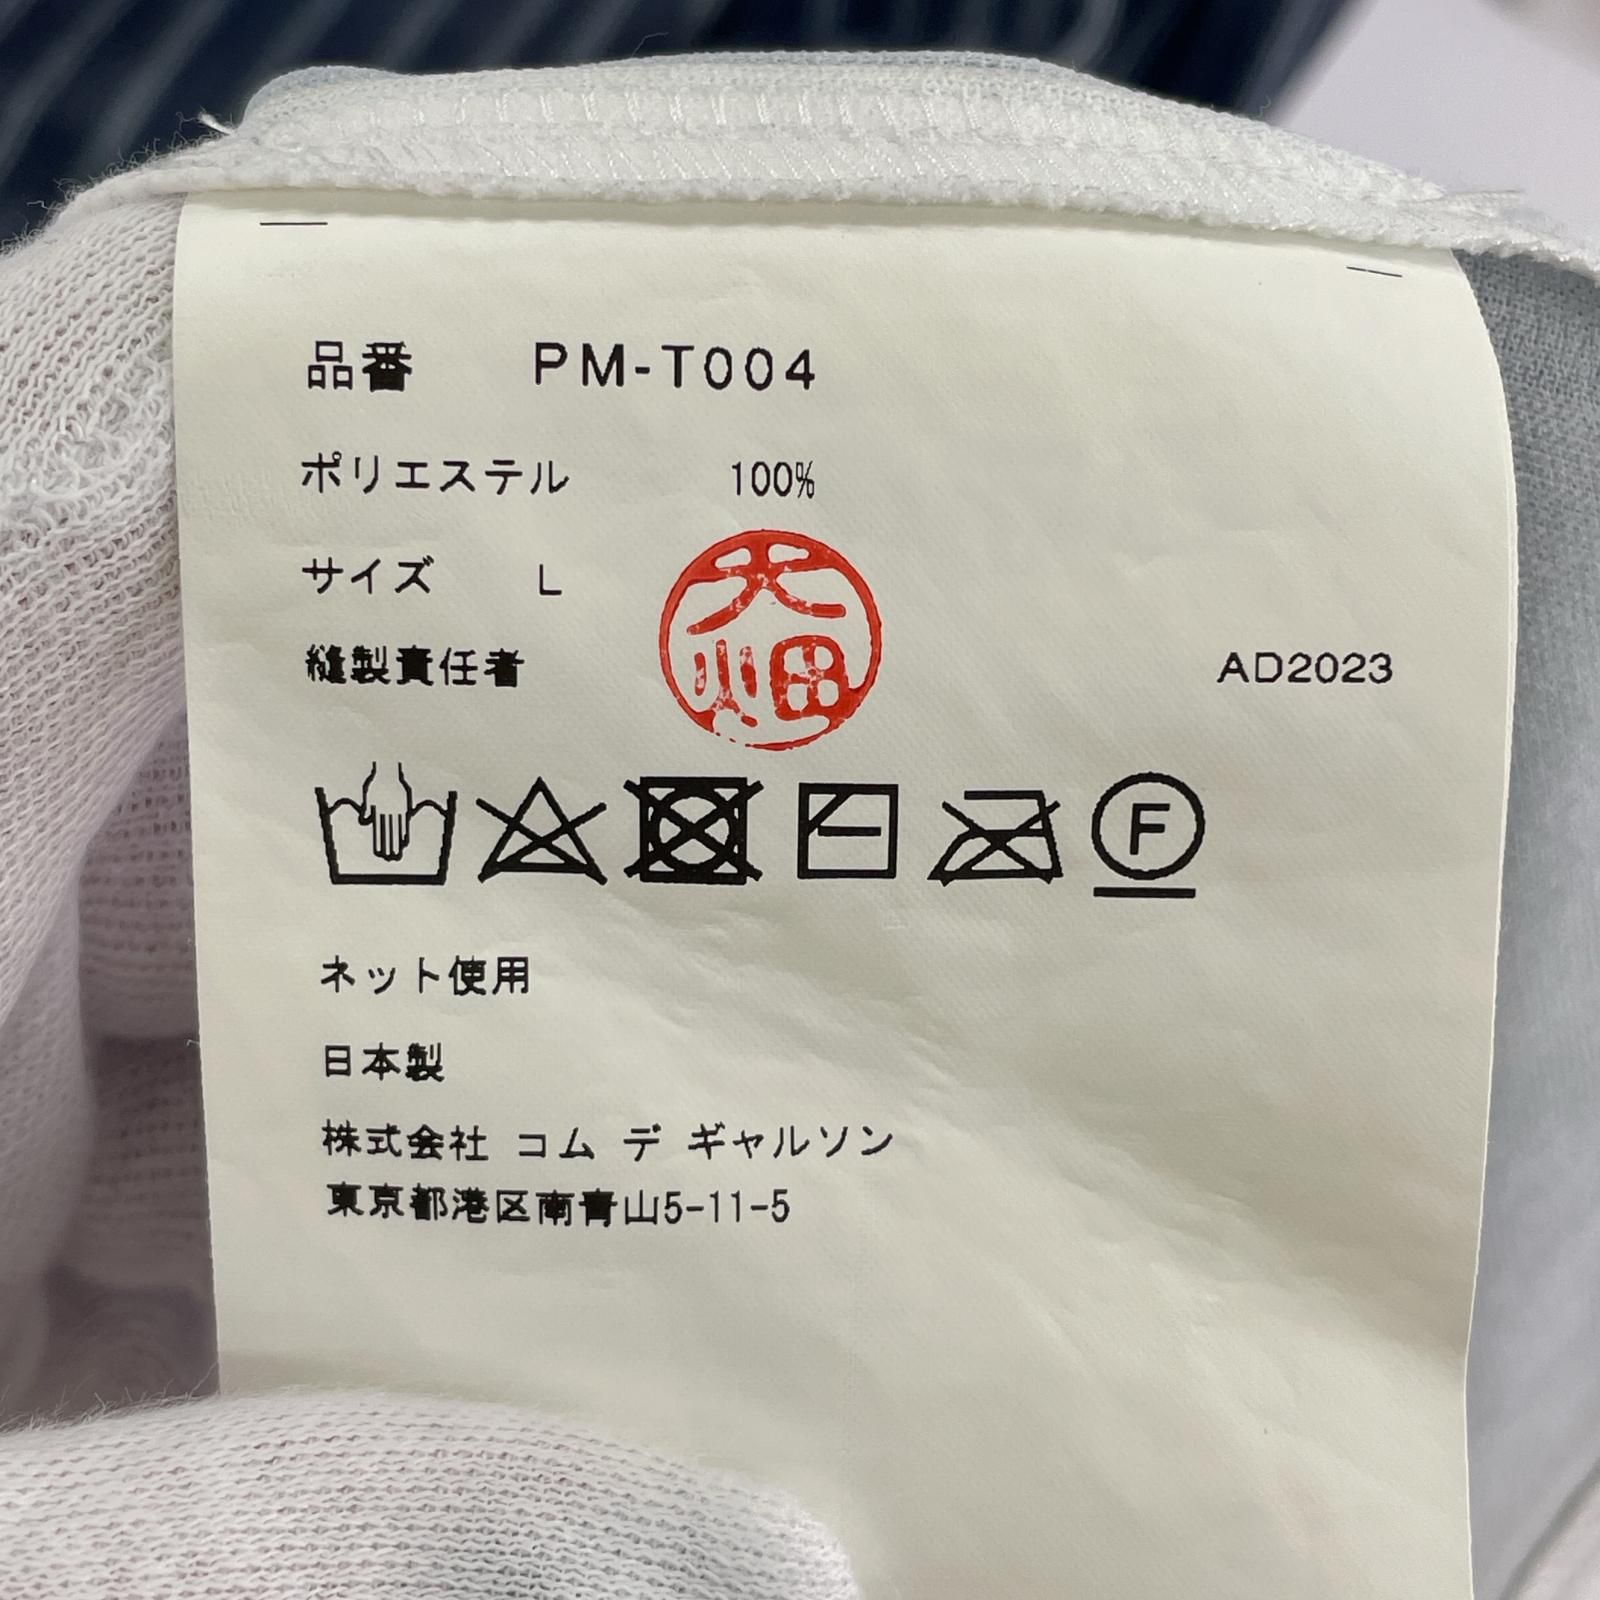 品番 PM-T004
ポリエステル 100%
サイズ L
大畑
縫製責任者
AD2023
F
ネット使用
日本製
株式会社 コム デ ギャルソン
東京都港区南青山5-11-5